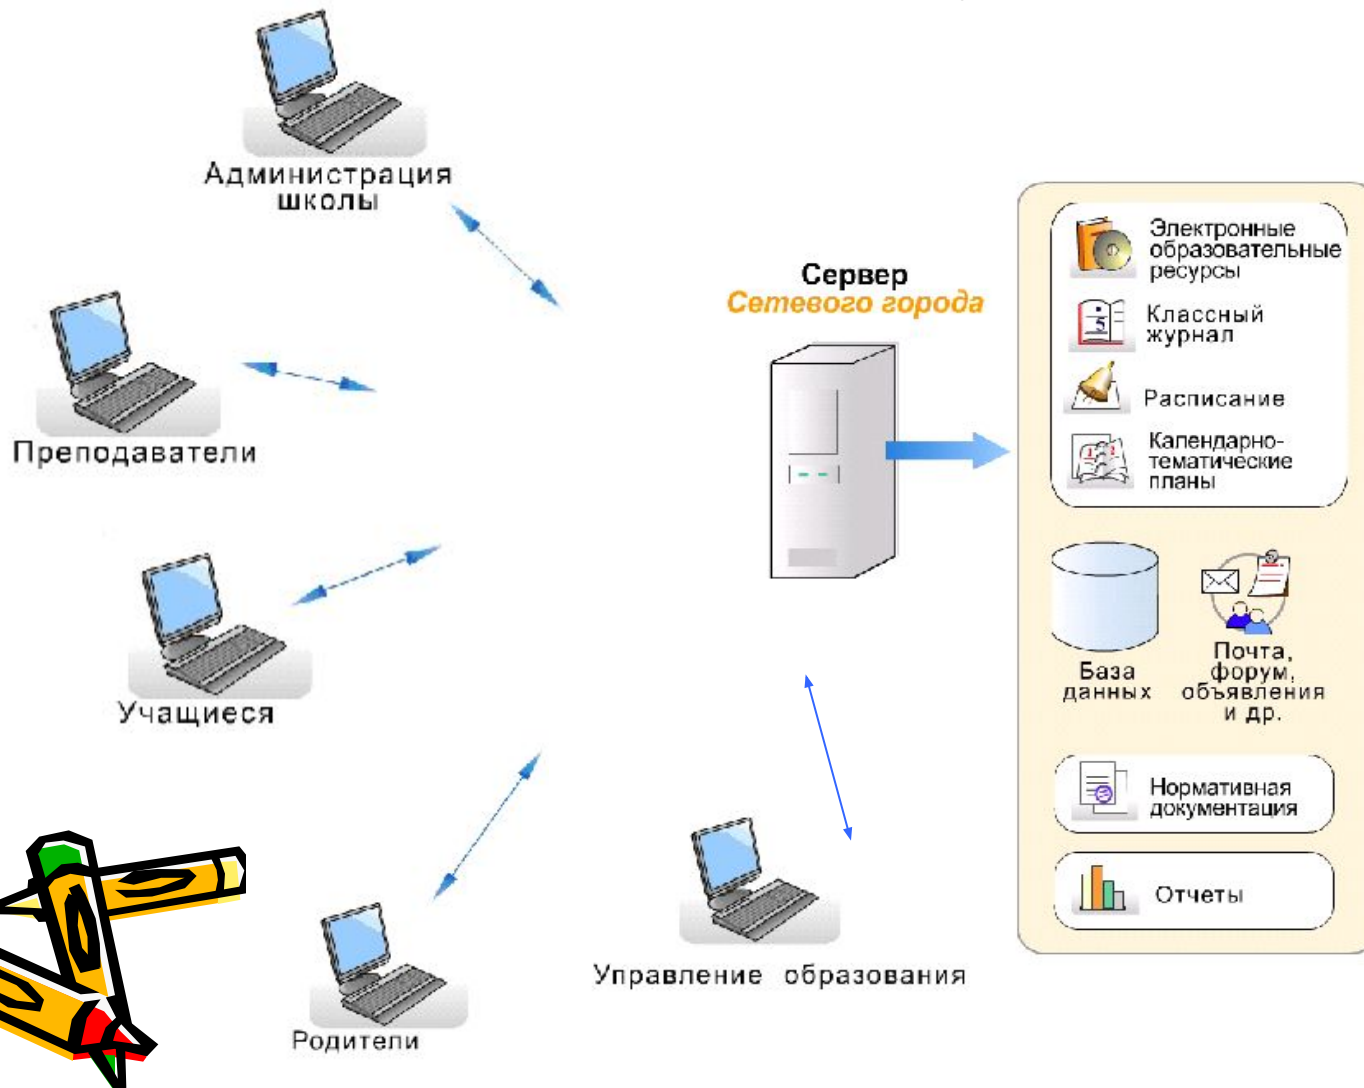 Администрация
школы
Преподаватели
Учащиеся
Родители
Управление образования
Сервер
Сетевого города
Электронные
образовательные
ресурсы
Классный
журнал
Расписание
Календарно-
тематические
планы
База
данных
Почта,
форум,
объявления
и др.
Нормативная
документация
Отчеты